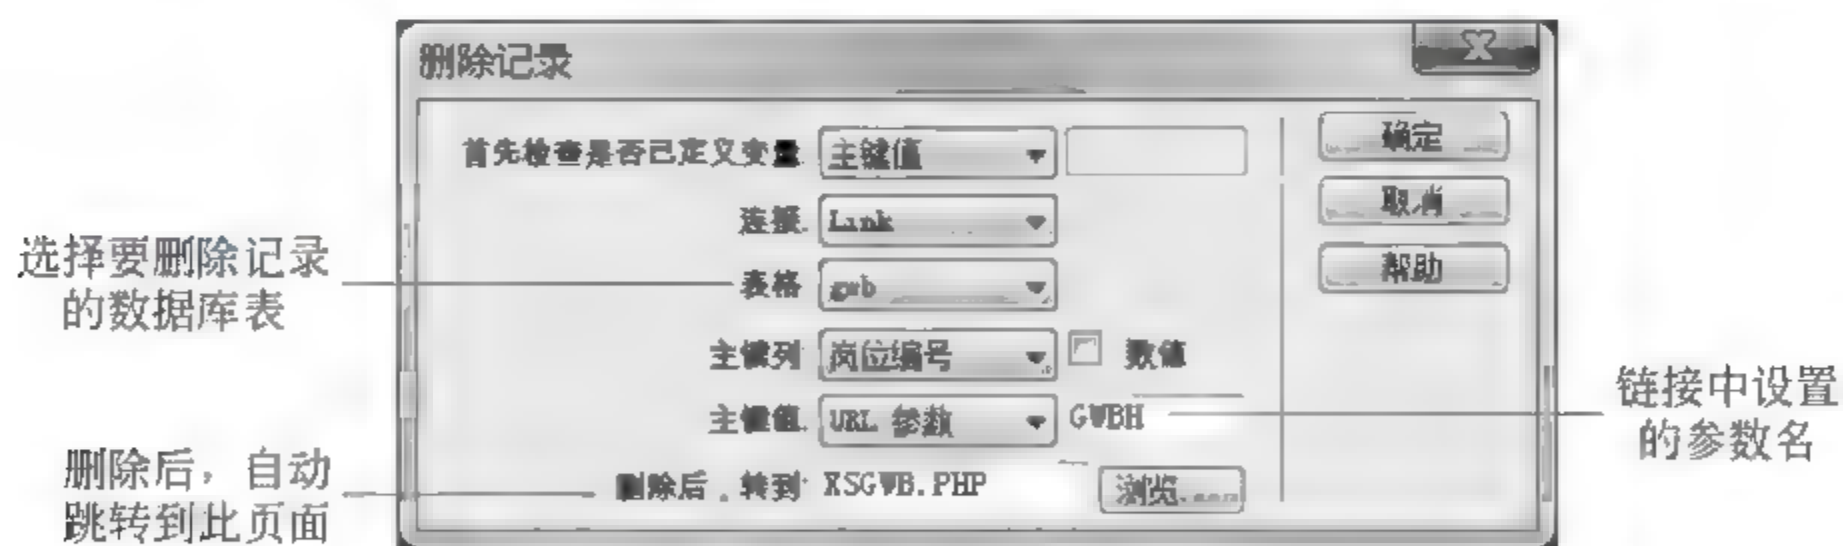 删除记录
X
首先检查是否已定义变量: 主键值
确定
连接: Link
取消
选择要删除记录
的数据库表
表格: gwb
帮助
主键列: 岗位编号 数值
主键值: URL 参数 GWBH
链接中设置
的参数名
删除后，自动
跳转到此页面
删除后，转到: XSGWB.PHP 浏览...